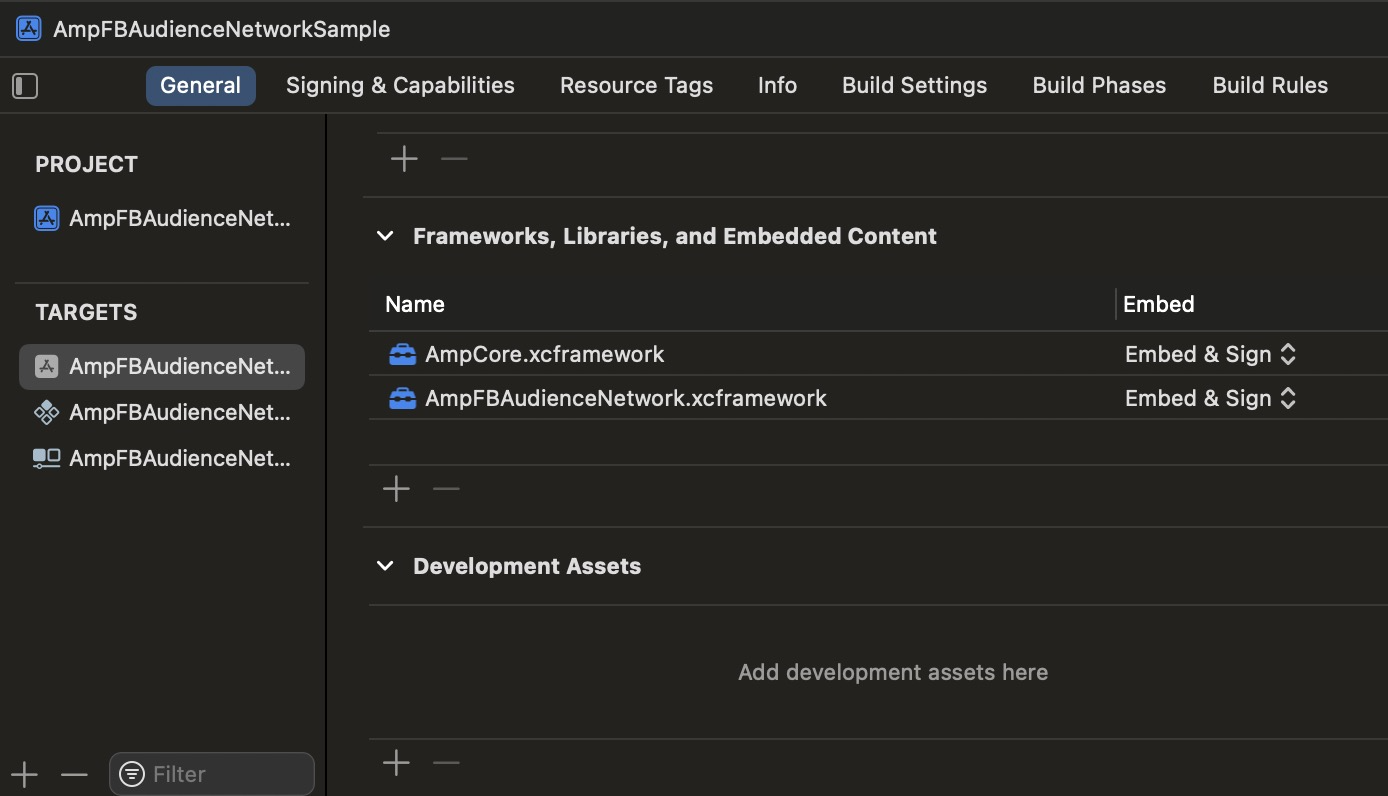 AmpFBAudienceNetworkSample
General Signing & Capabilities Resource Tags Info Build Settings Build Phases Build Rules
PROJECT
AmpFBAudienceNet...
TARGETS
AmpFBAudienceNet...
AmpFBAudienceNet...
AmpFBAudienceNet...
Filter
Frameworks, Libraries, and Embedded Content
Name Embed
AmpCore.xcframework Embed & Sign
AmpFBAudienceNetwork.xcframework Embed & Sign
Development Assets
Add development assets here